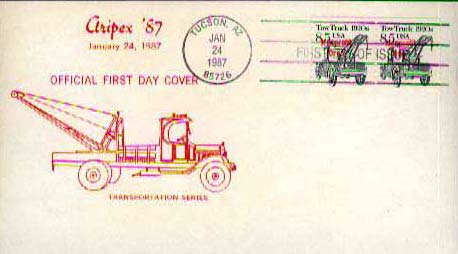 Aripex '87
January 24, 1987
TUCSON, AZ
JAN
24
1987
85726
OFFICIAL FIRST DAY COVER
TRANSPORTATION SERIES
Tow Truck 1920s Tow Truck 1920s
8.5 USA 8.5 USA
FIRST DAY OF ISSUE